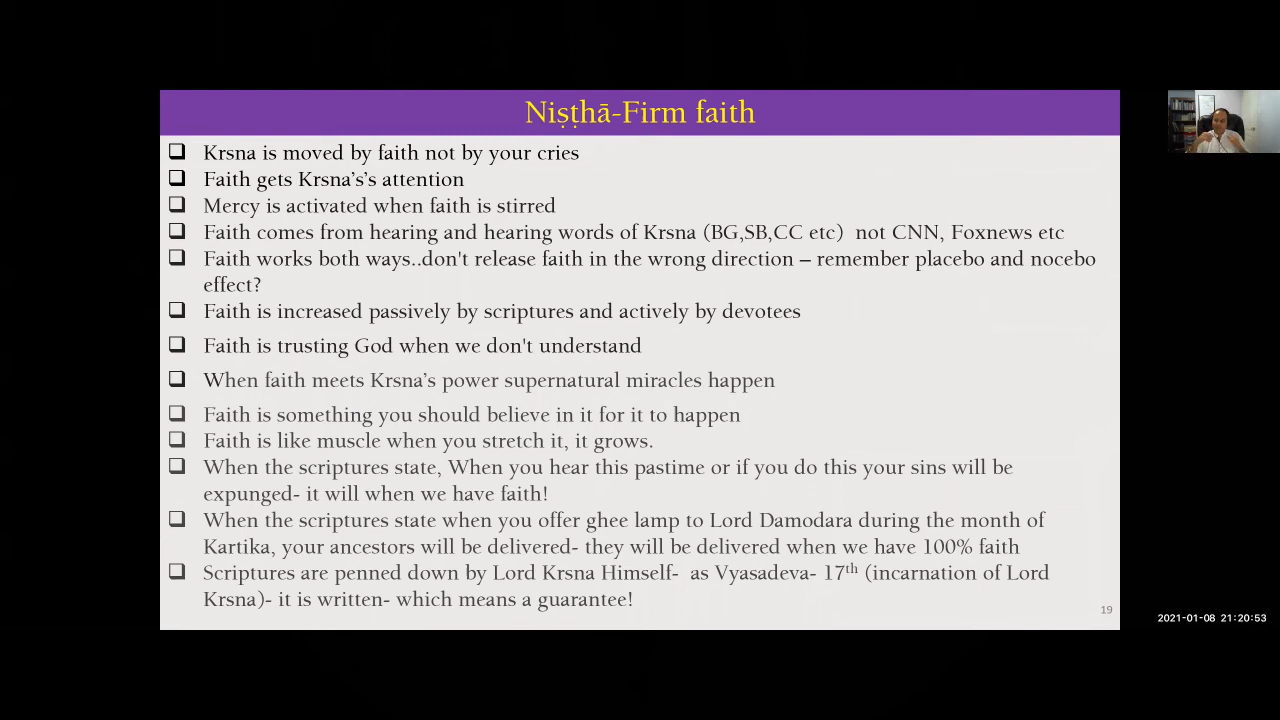 Niṣṭhā-Firm faith
Krsna is moved by faith not by your cries
Faith gets Krsna’s’s attention
Mercy is activated when faith is stirred
Faith comes from hearing and hearing words of Krsna (BG,SB,CC etc) not CNN, Foxnews etc
Faith works both ways..don't release faith in the wrong direction – remember placebo and nocebo
effect?
Faith is increased passively by scriptures and actively by devotees
Faith is trusting God when we don't understand
When faith meets Krsna’s power supernatural miracles happen
Faith is something you should believe in it for it to happen
Faith is like muscle when you stretch it, it grows.
When the scriptures state, When you hear this pastime or if you do this your sins will be
expunged- it will when we have faith!
When the scriptures state when you offer ghee lamp to Lord Damodara during the month of
Kartika, your ancestors will be delivered- they will be delivered when we have 100% faith
Scriptures are penned down by Lord Krsna Himself- as Vyasadeva- 17th (incarnation of Lord
Krsna)- it is written- which means a guarantee!
19
2021-01-08 21:20:53